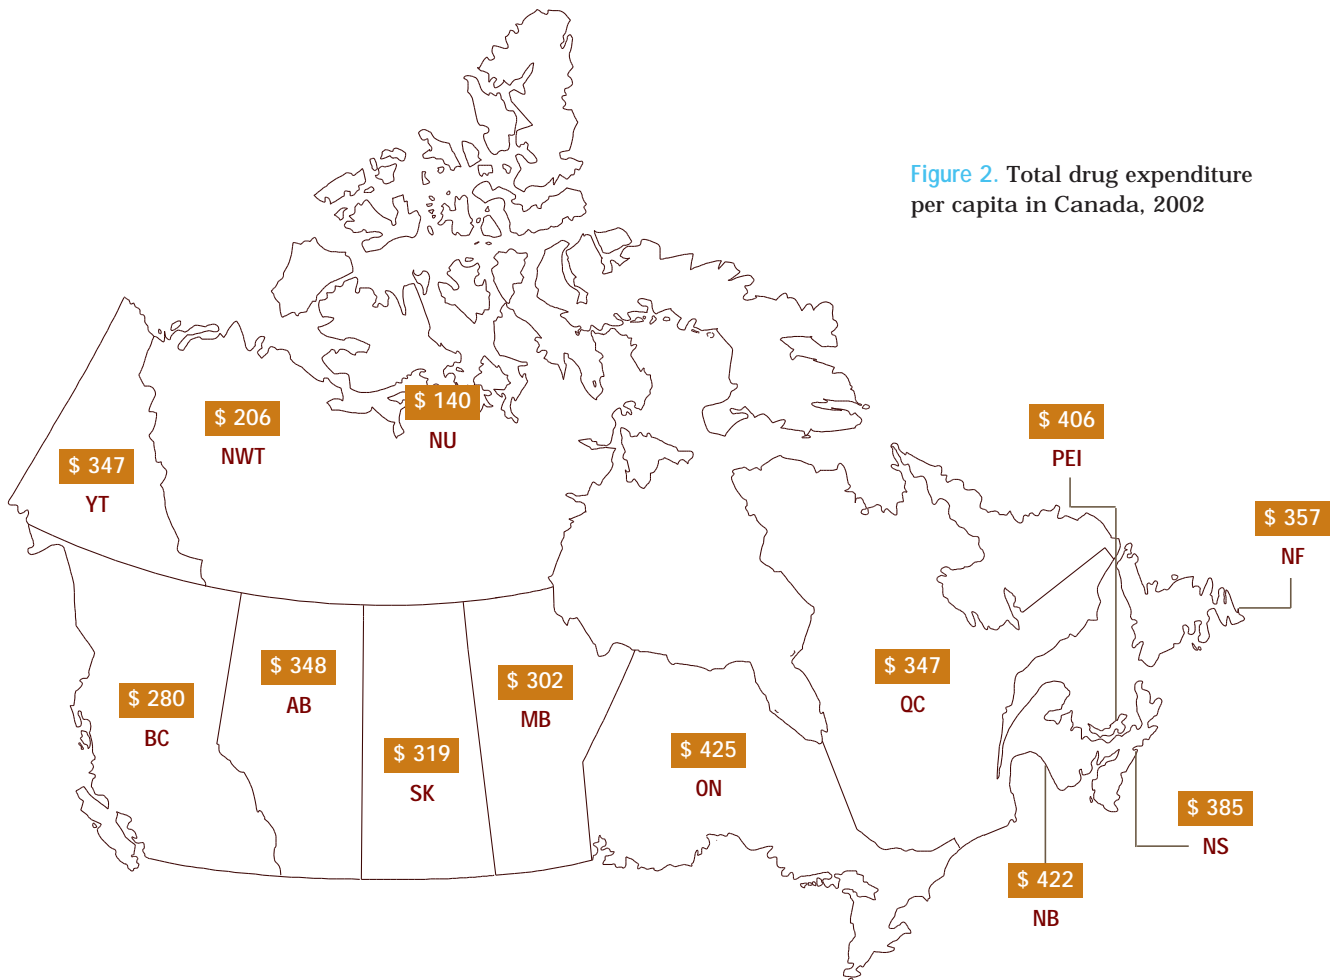 Figure 2. Total drug expenditure
per capita in Canada, 2002
$ 140
NU
$ 206
NWT
$ 406
PEI
$ 347
YT
$ 357
NF
$ 348
AB
$ 302
MB
$ 347
QC
$ 280
BC
$ 319
SK
$ 425
ON
$ 385
NS
$ 422
NB